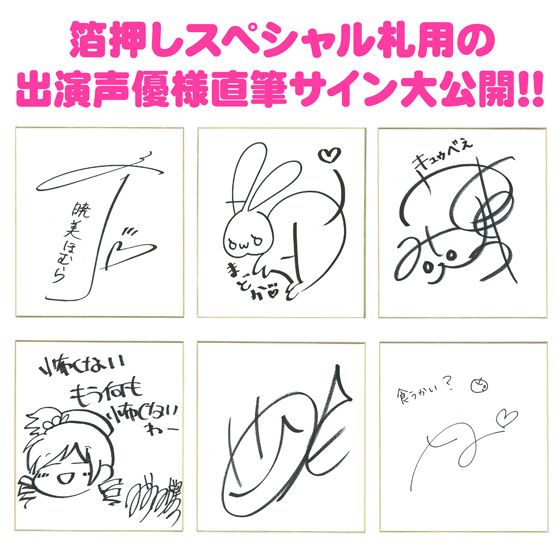 箔押しスペシャル札用の
出演声優様直筆サイン大公開!!
暁美ほむら
まどか
キュゥべえ
怖くない
もう何も
怖くない
わー
食うかい?